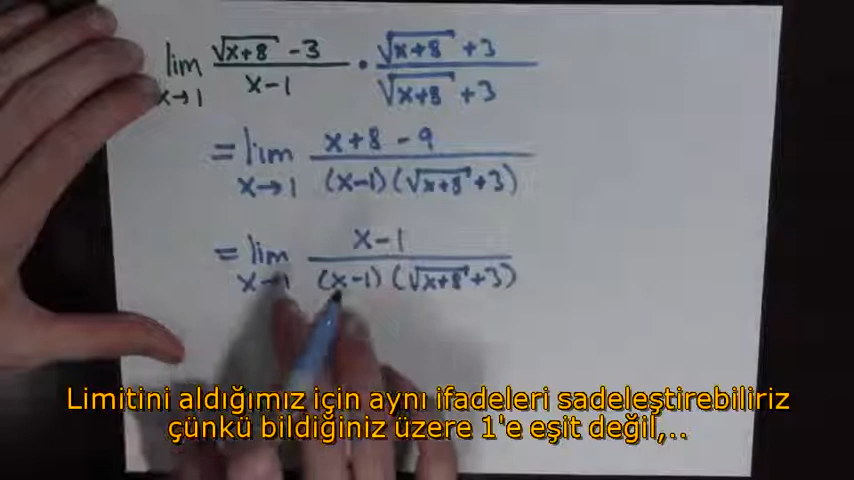 lim x→1 (√(x+8) - 3)/(x-1) · (√(x+8) + 3)/(√(x+8) + 3)
= lim x→1 (x+8-9)/((x-1)(√(x+8)+3))
= lim x→1 (x-1)/((x-1)(√(x+8)+3))
Limitini aldığımız için aynı ifadeleri sadeleştirebiliriz
çünkü bildiğiniz üzere 1'e eşit değil,..